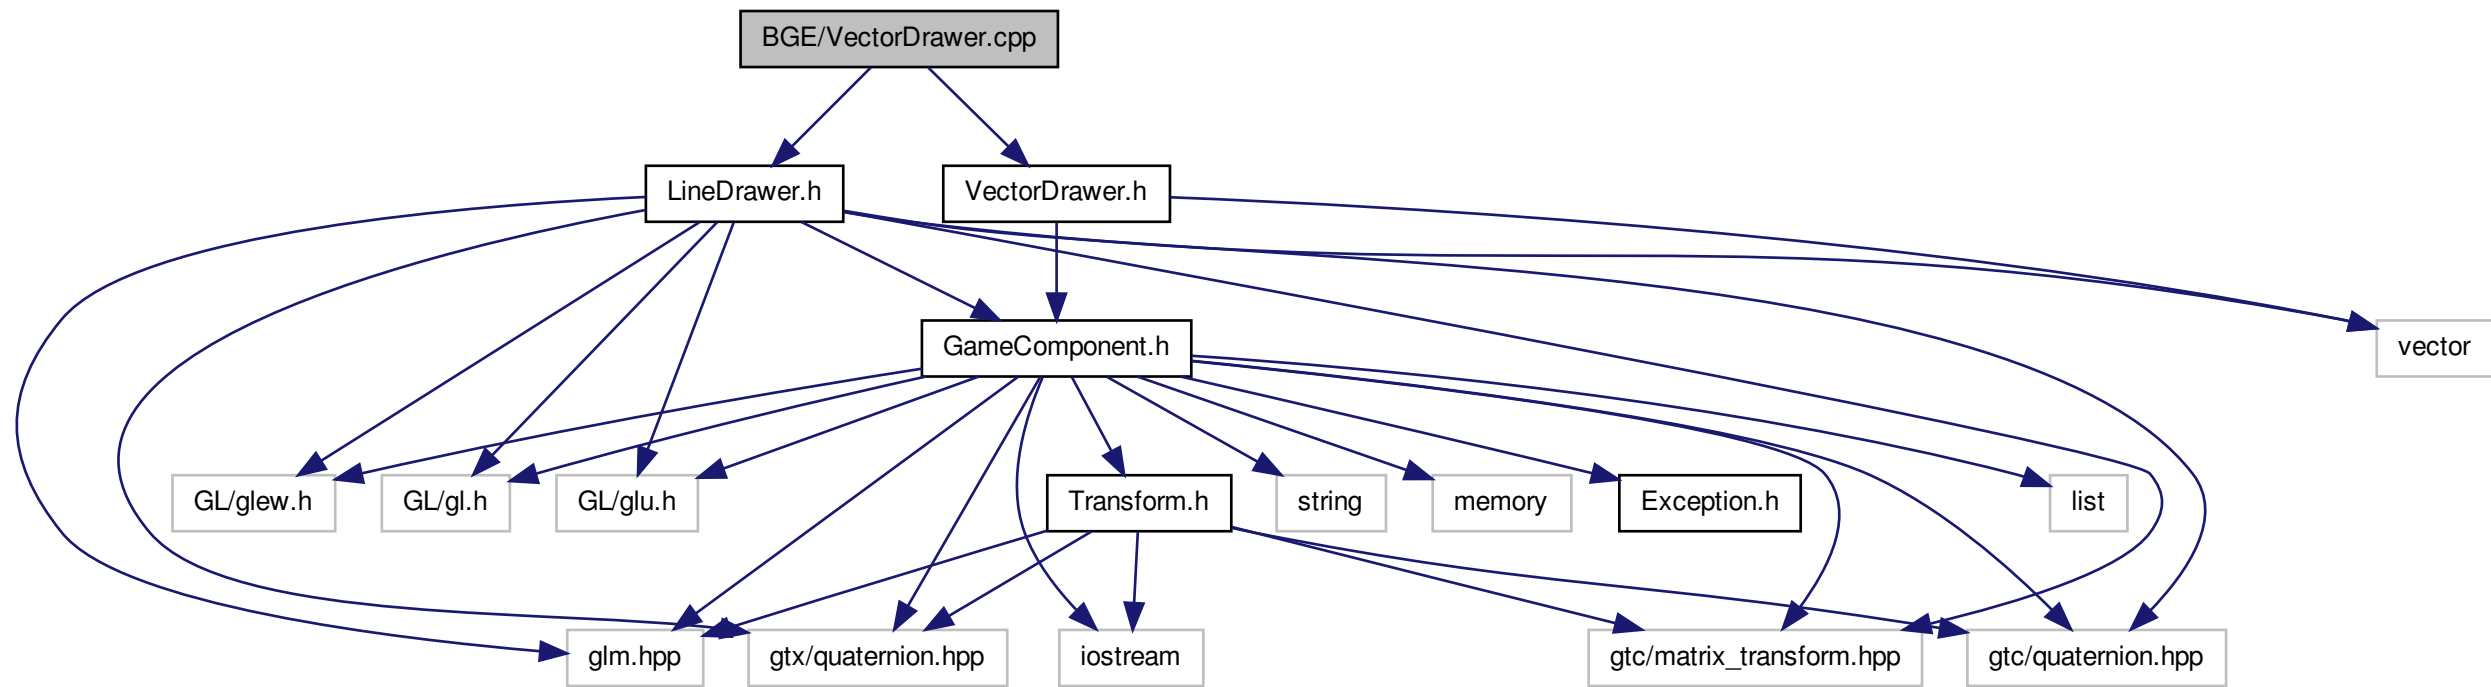 BGE/VectorDrawer.cpp
LineDrawer.h
VectorDrawer.h
GameComponent.h
vector
GL/glew.h
GL/gl.h
GL/glu.h
Transform.h
string
memory
Exception.h
list
glm.hpp
gtx/quaternion.hpp
iostream
gtc/matrix_transform.hpp
gtc/quaternion.hpp